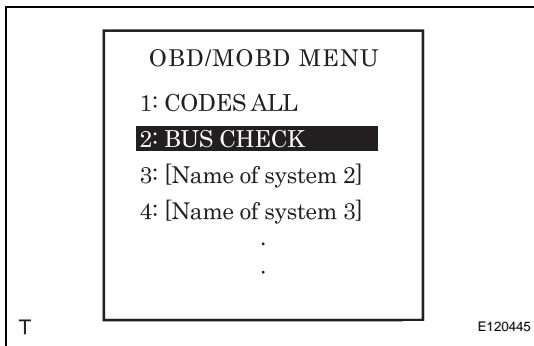 OBD/MOBD MENU
1: CODES ALL
2: BUS CHECK
3: [Name of system 2]
4: [Name of system 3]
.
.
T
E120445